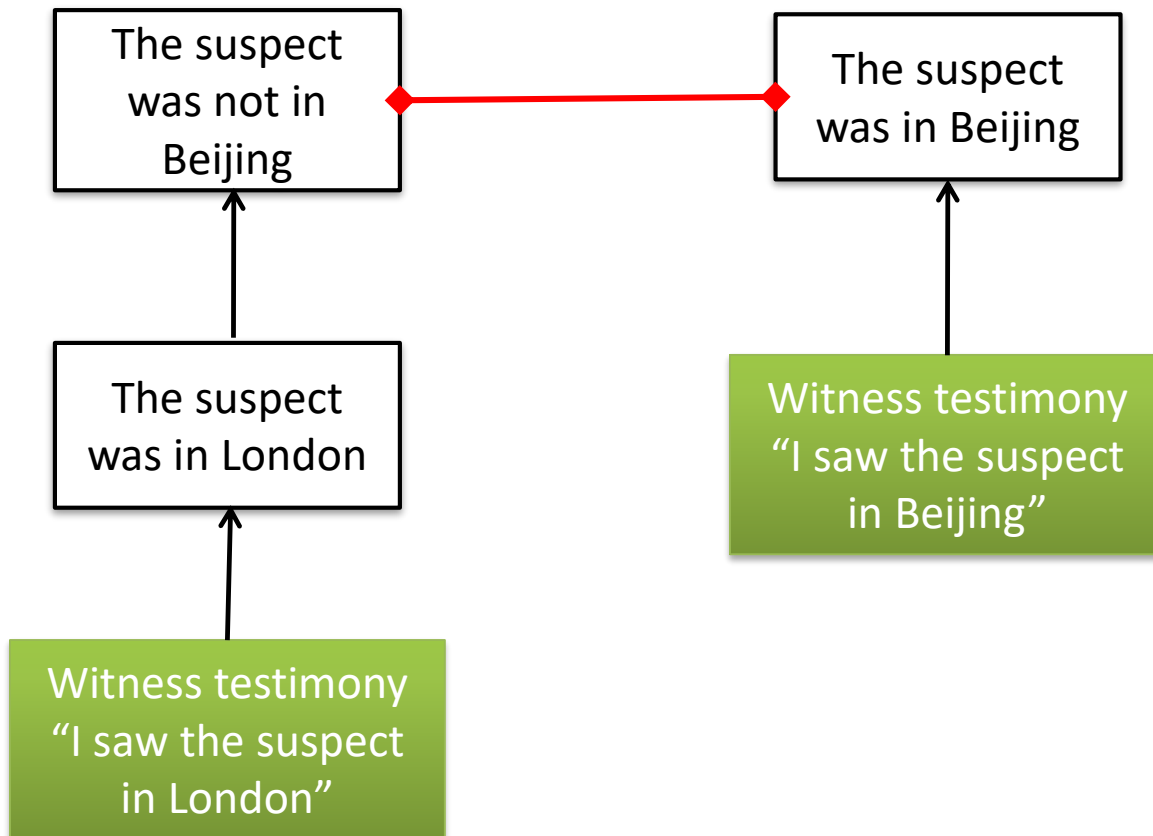 The suspect
was not in
Beijing
The suspect
was in Beijing
The suspect
was in London
Witness testimony
“I saw the suspect
in Beijing”
Witness testimony
“I saw the suspect
in London”